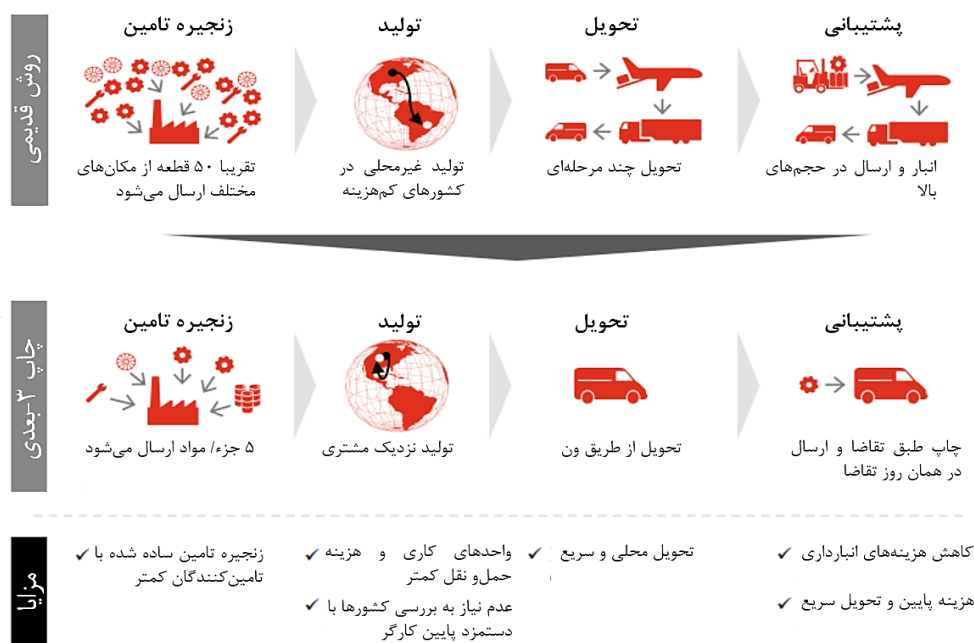 روش قدیمی
زنجیره تامین
تولید
تحویل
پشتیبانی
تقریبا ۵۰ قطعه از مکان‌های
مختلف ارسال می‌شود
تولید غیرمحلی در
کشورهای کم‌هزینه
تحویل چند مرحله‌ای
انبار و ارسال در حجم‌های
بالا
چاپ ۳-بعدی
زنجیره تامین
تولید
تحویل
پشتیبانی
۵ جزء/ مواد ارسال می‌شود
تولید نزدیک مشتری
تحویل از طریق ون
چاپ طبق تقاضا و ارسال
در همان روز تقاضا
مزایا
زنجیره تامین ساده شده با
تامین‌کنندگان کمتر
واحدهای کاری و هزینه
حمل‌و نقل کمتر
عدم نیاز به بررسی کشورها با
دستمزد پایین کارگر
تحویل محلی و سریع
کاهش هزینه‌های انبارداری
هزینه پایین و تحویل سریع